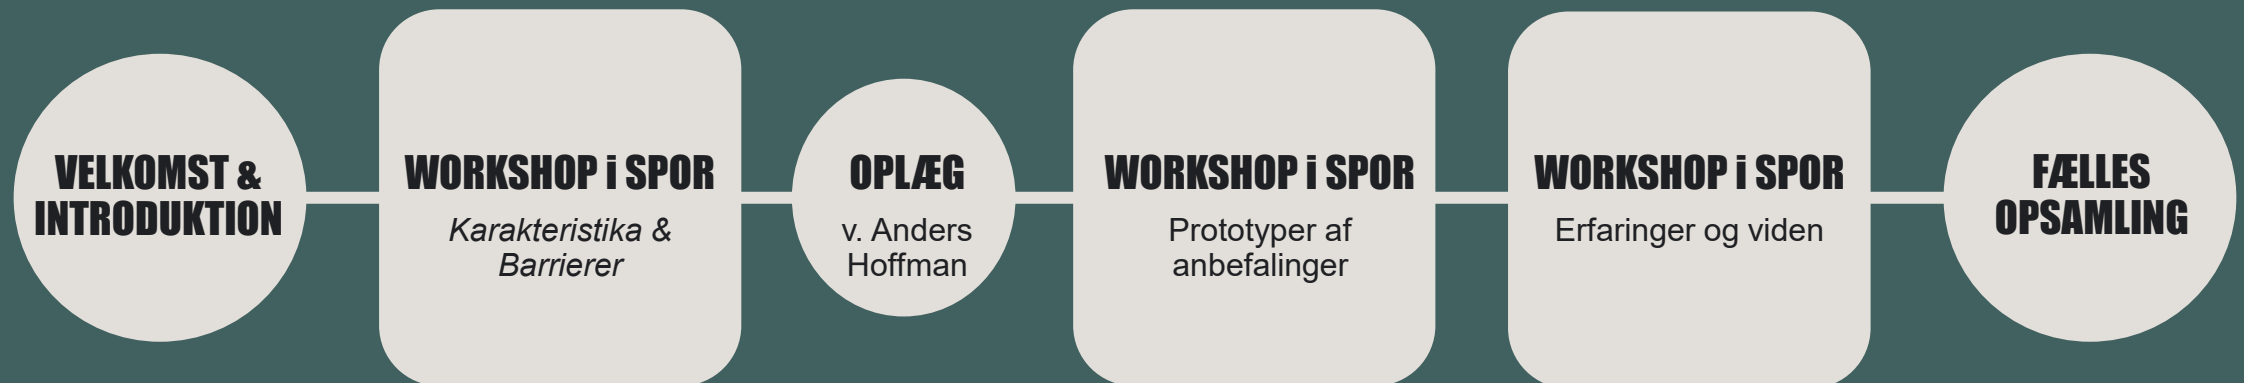 VELKOMST &
INTRODUKTION
WORKSHOP i SPOR
Karakteristika &
Barrierer
OPLÆG
v. Anders
Hoffman
WORKSHOP i SPOR
Prototyper af
anbefalinger
WORKSHOP i SPOR
Erfaringer og viden
FÆLLES
OPSAMLING